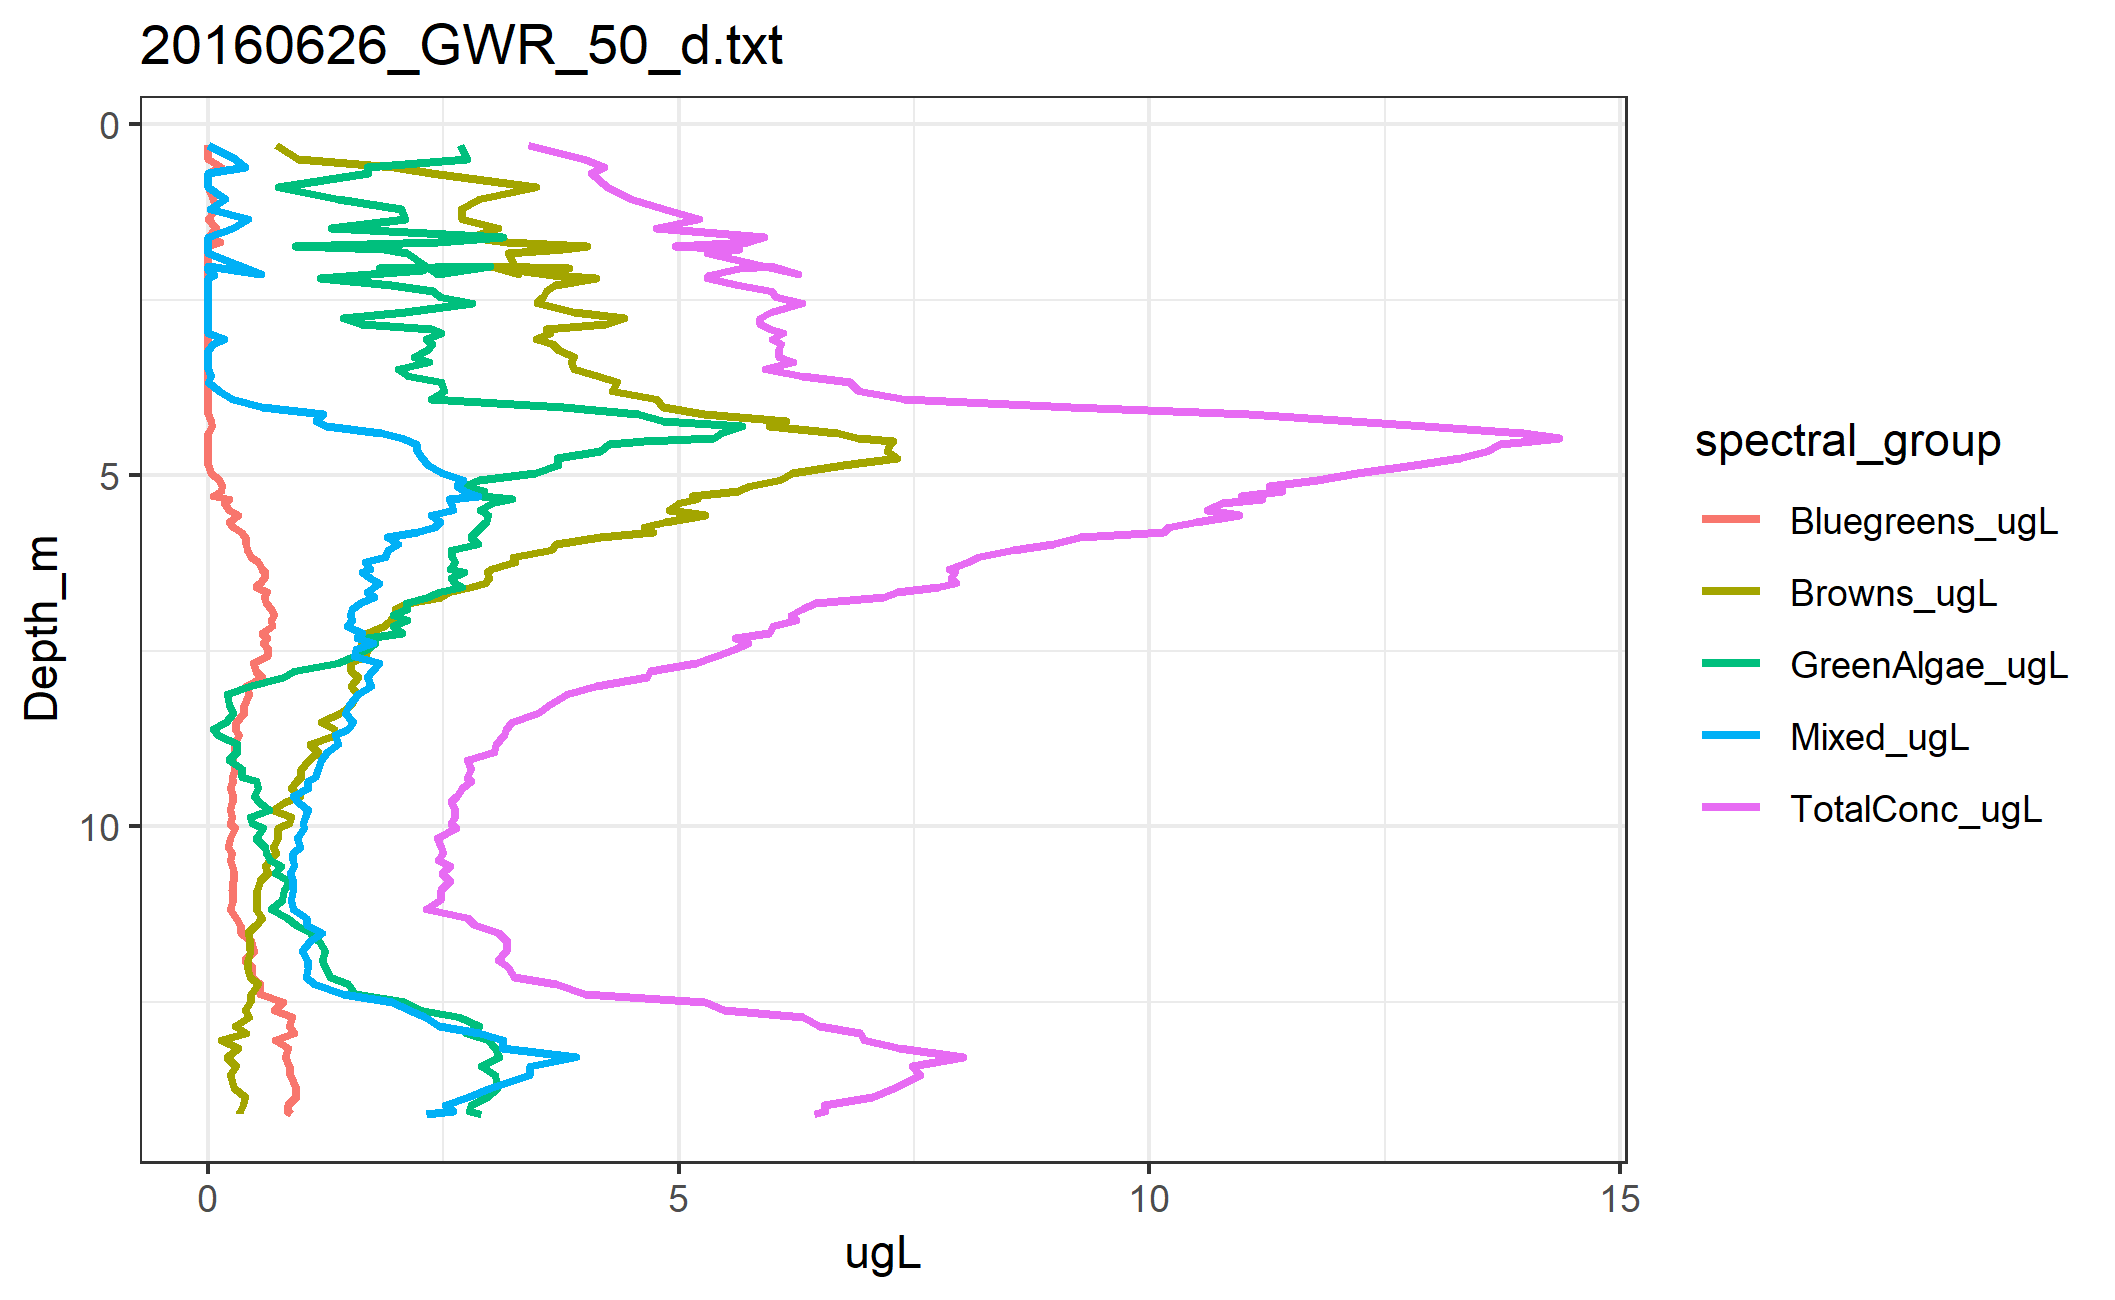 20160626_GWR_50_d.txt
0
5
10
Depth_m
0
5
10
15
ugL
spectral_group
Bluegreens_ugL
Browns_ugL
GreenAlgae_ugL
Mixed_ugL
TotalConc_ugL